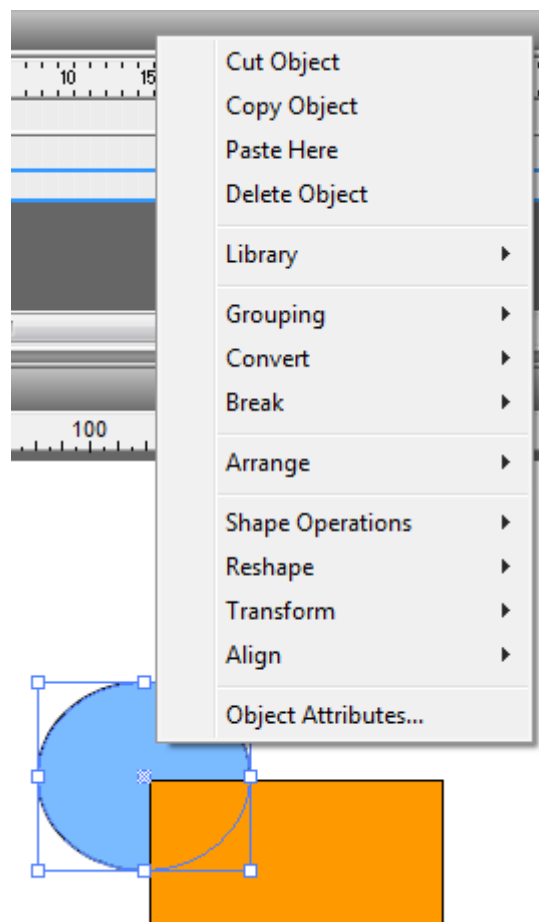 10 15
Cut Object
Copy Object
Paste Here
Delete Object
Library
Grouping
Convert
Break
100
Arrange
Shape Operations
Reshape
Transform
Align
Object Attributes...